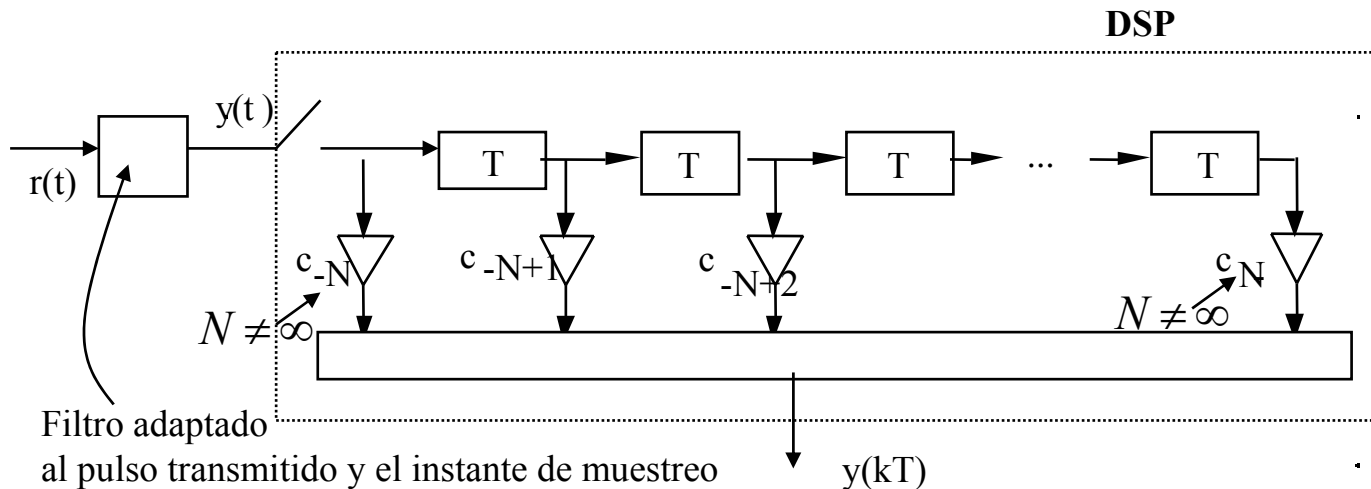 DSP
y(t )
r(t)
T
T
T
...
T
c-N
c-N+1
c-N+2
cN
N ≠ ∞
N ≠ ∞
Filtro adaptado
al pulso transmitido y el instante de muestreo
y(kT)